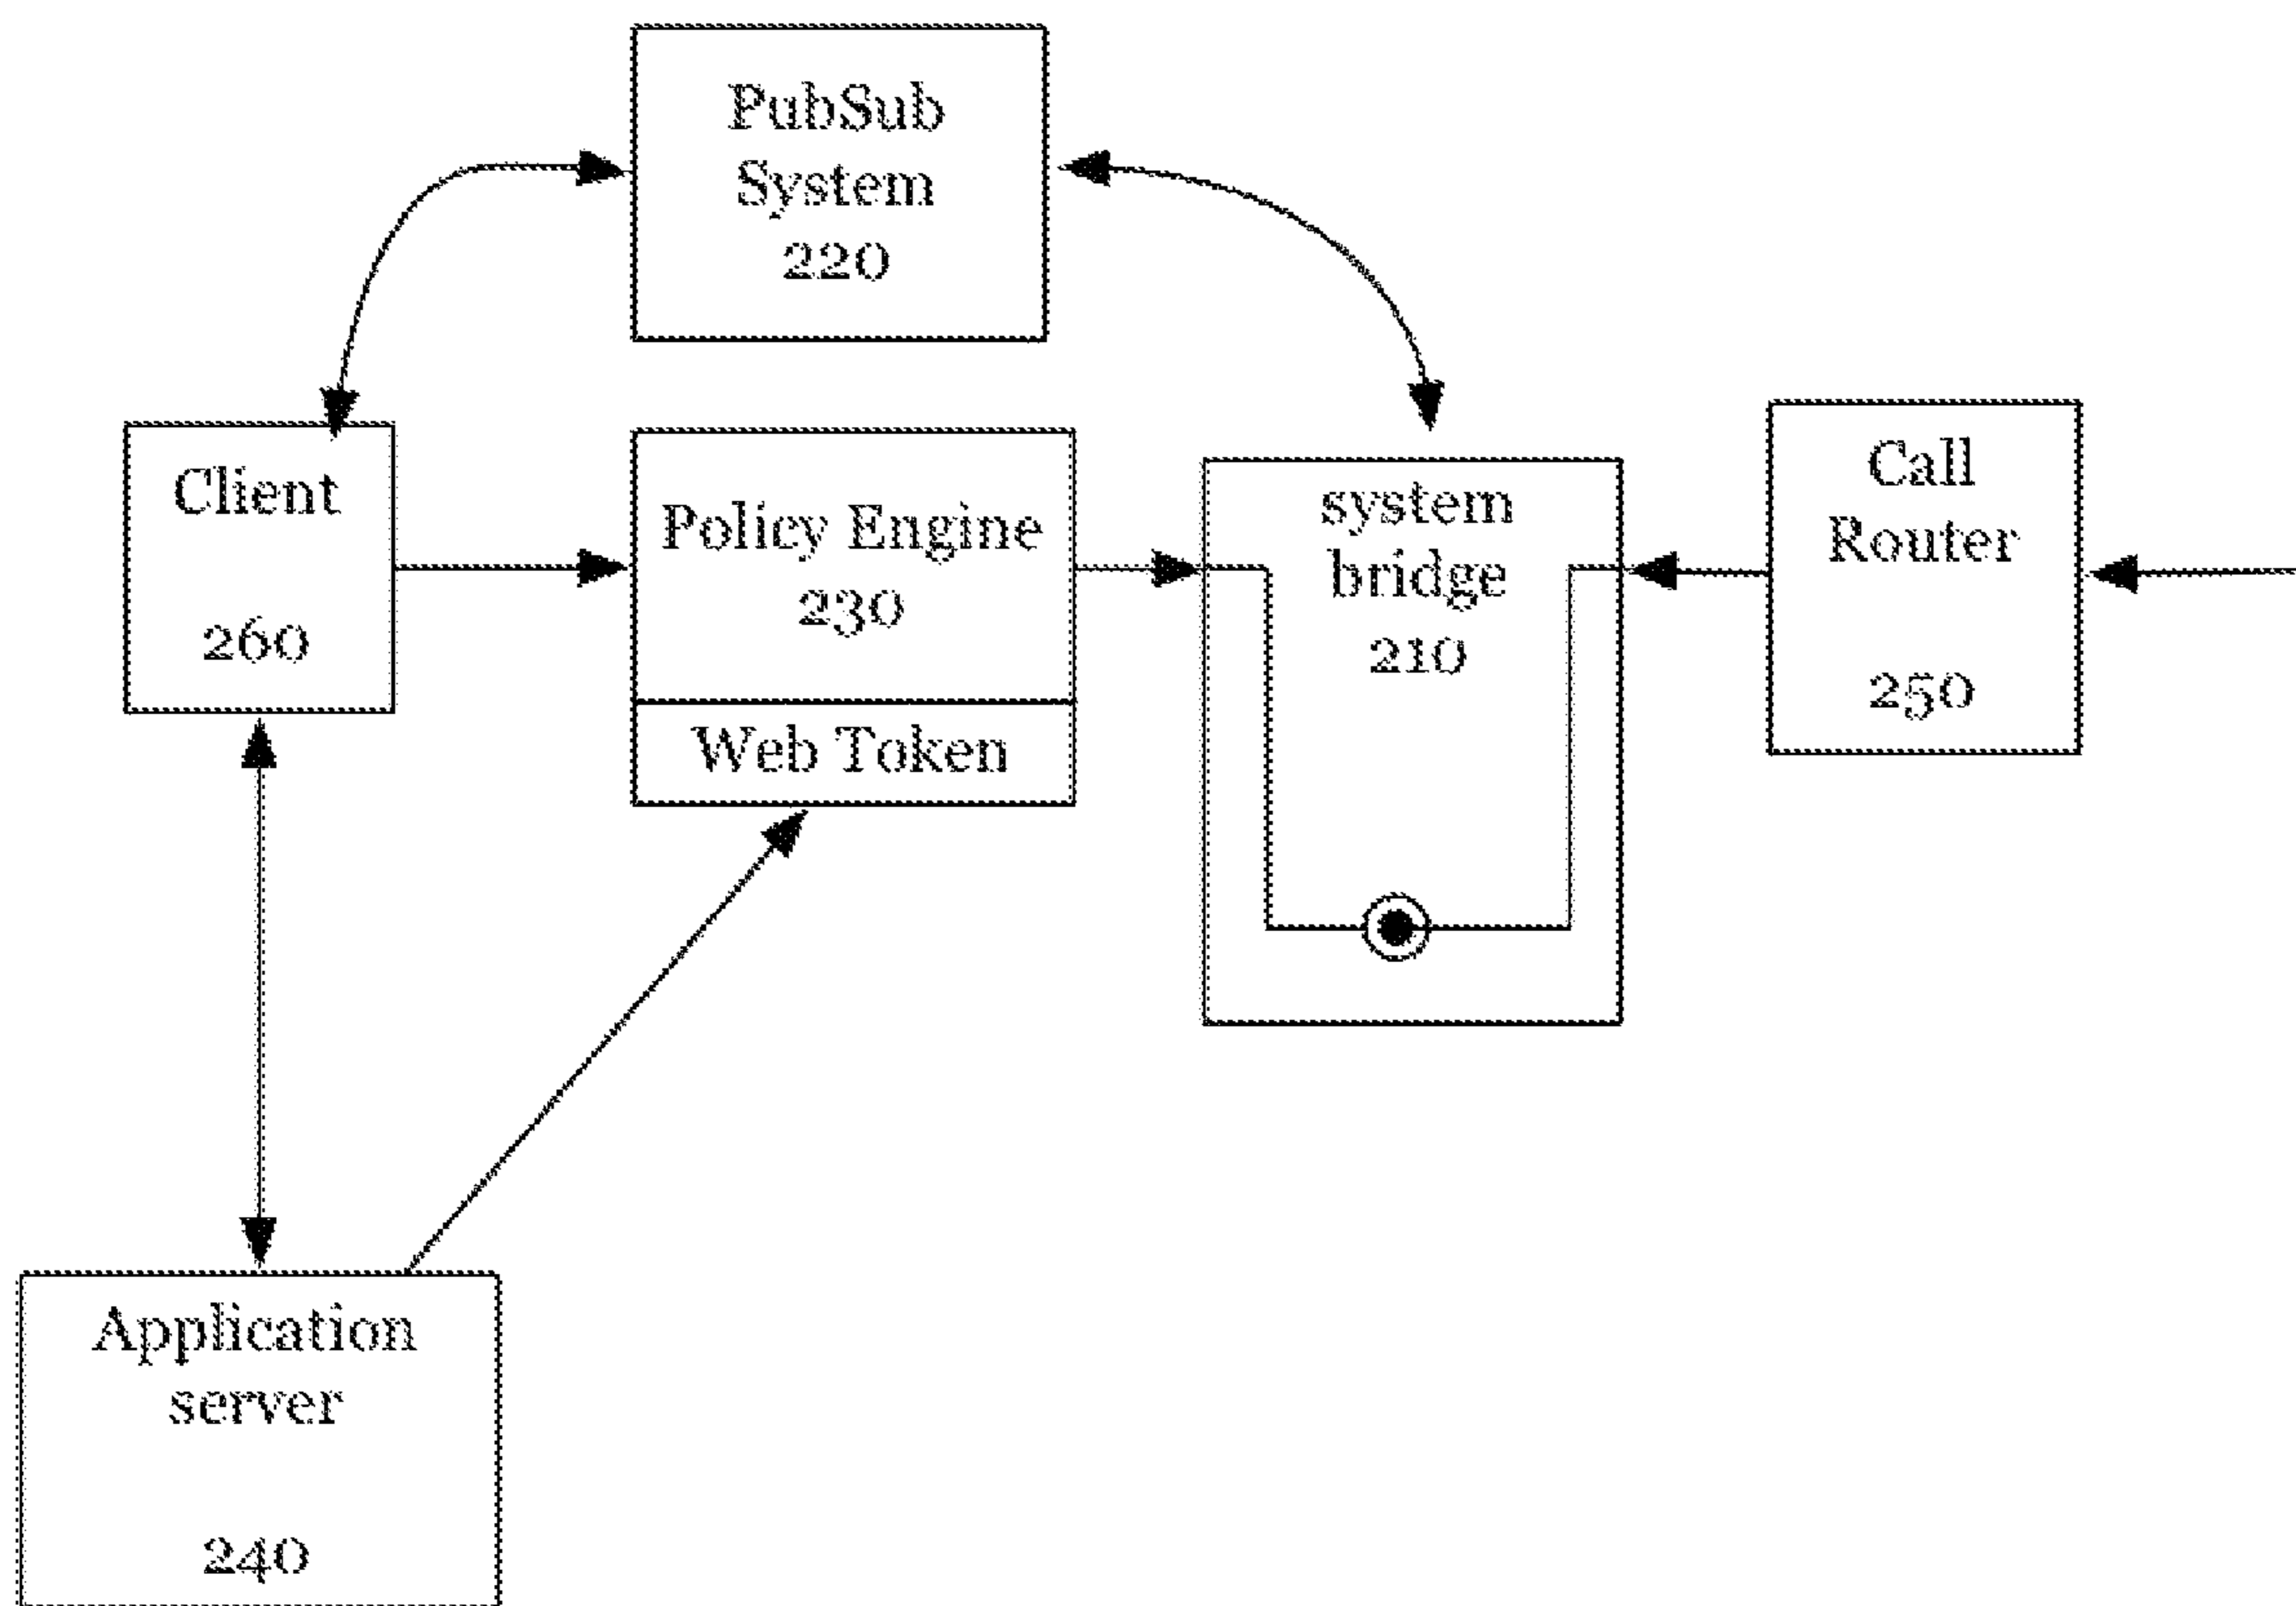 PubSub
System
220
Client
260
Policy Engine
230
Web Token
system
bridge
210
Call
Router
250
Application
server
240